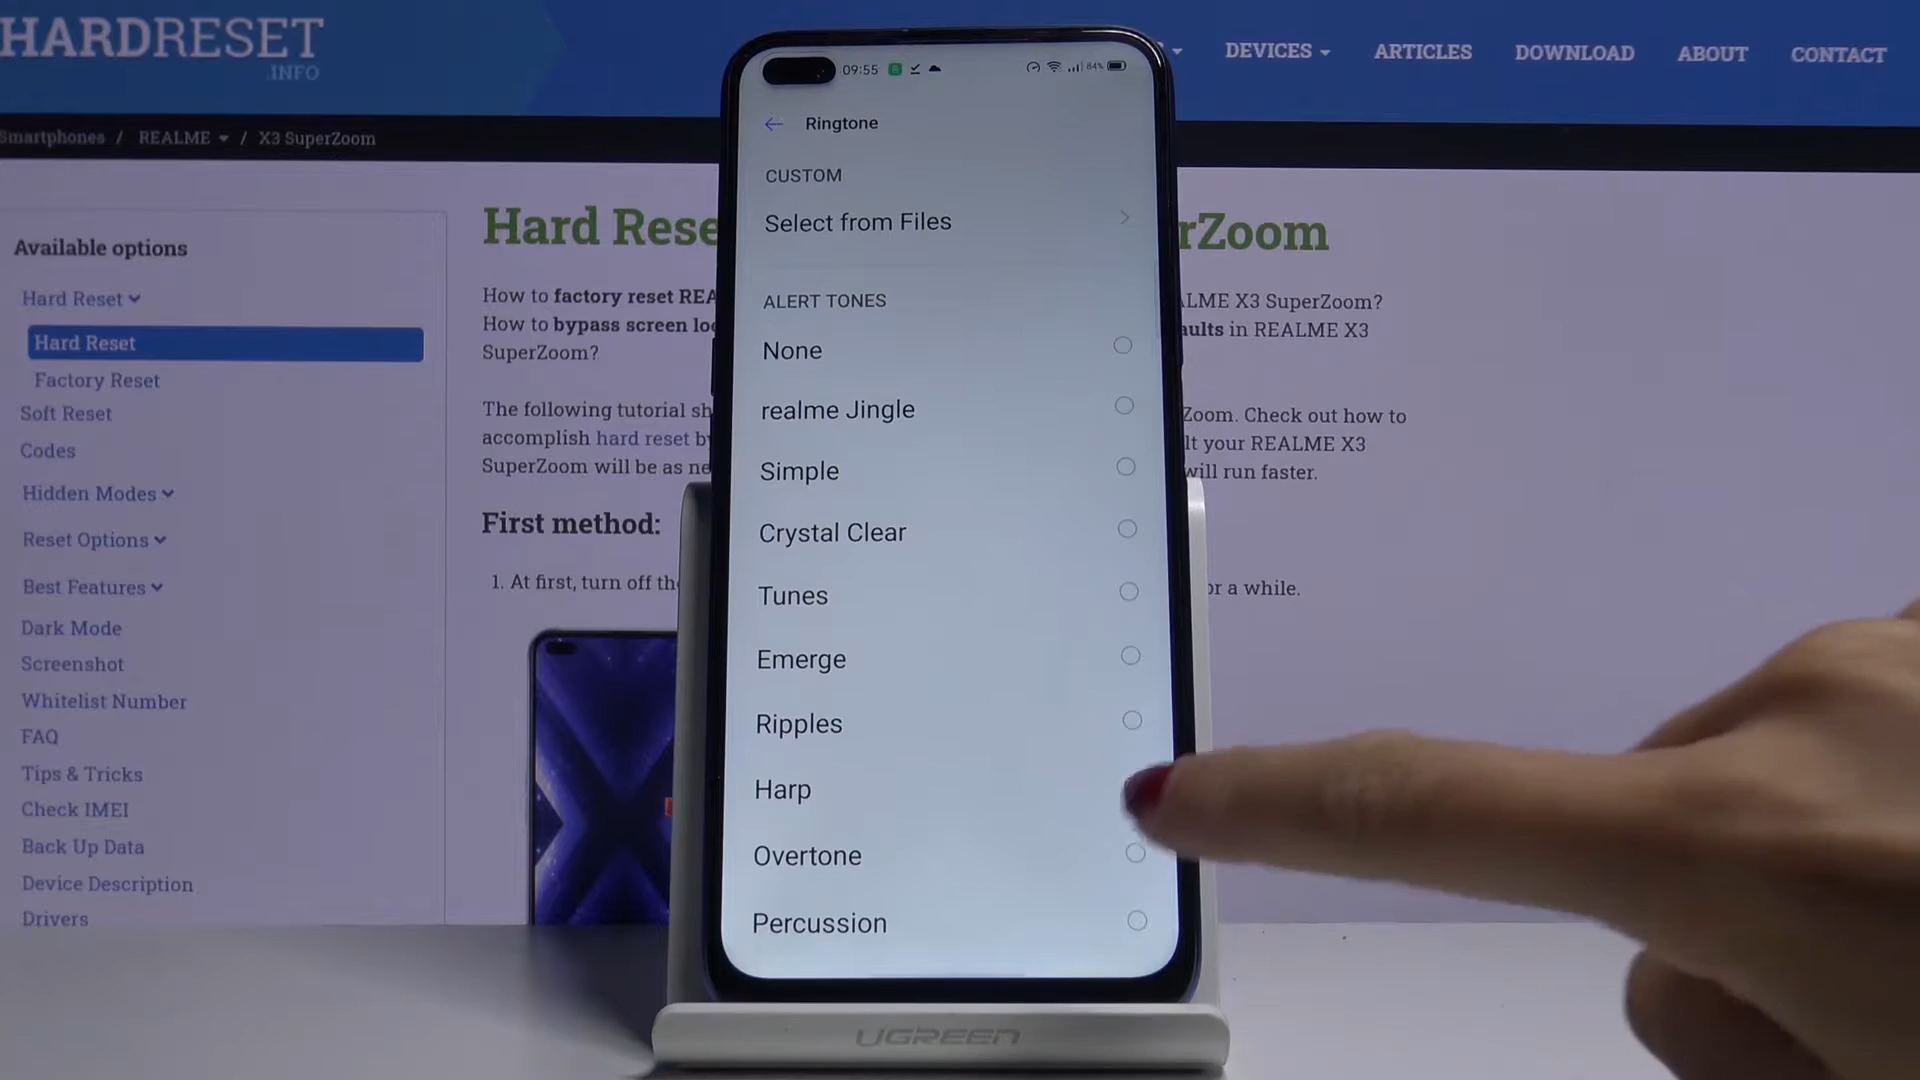 HARDRESET
.INFO
DEVICES
ARTICLES
DOWNLOAD
ABOUT
CONTACT
Smartphones / REALME / X3 SuperZoom
Available options
Hard Reset
Hard Reset
Factory Reset
Soft Reset
Codes
Hidden Modes
Reset Options
Best Features
Dark Mode
Screenshot
Whitelist Number
FAQ
Tips & Tricks
Check IMEI
Back Up Data
Device Description
Drivers
Hard Rese
rZoom
How to factory reset REA
LME X3 SuperZoom?
How to bypass screen lo
aults in REALME X3
SuperZoom?
The following tutorial sh
Zoom. Check out how to
accomplish hard reset b
lt your REALME X3
SuperZoom will be as ne
will run faster.
First method:
1. At first, turn off the
or a while.
09:55
84%
Ringtone
CUSTOM
Select from Files
ALERT TONES
None
realme Jingle
Simple
Crystal Clear
Tunes
Emerge
Ripples
Harp
Overtone
Percussion
UGREEN